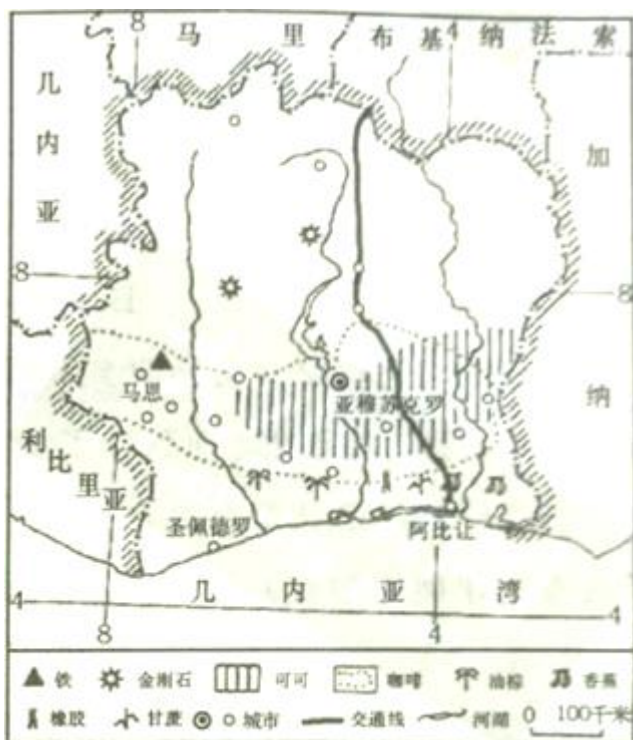 8 马里 布基4纳法索
几内亚
加纳
8
8
马恩
亚穆苏克罗
利比里亚
圣佩德罗
阿比让
几内亚湾
4
8
4
4
铁 金刚石 可可 咖啡 油棕 香蕉
橡胶 甘蔗 城市 交通线 河湖 0 100千米